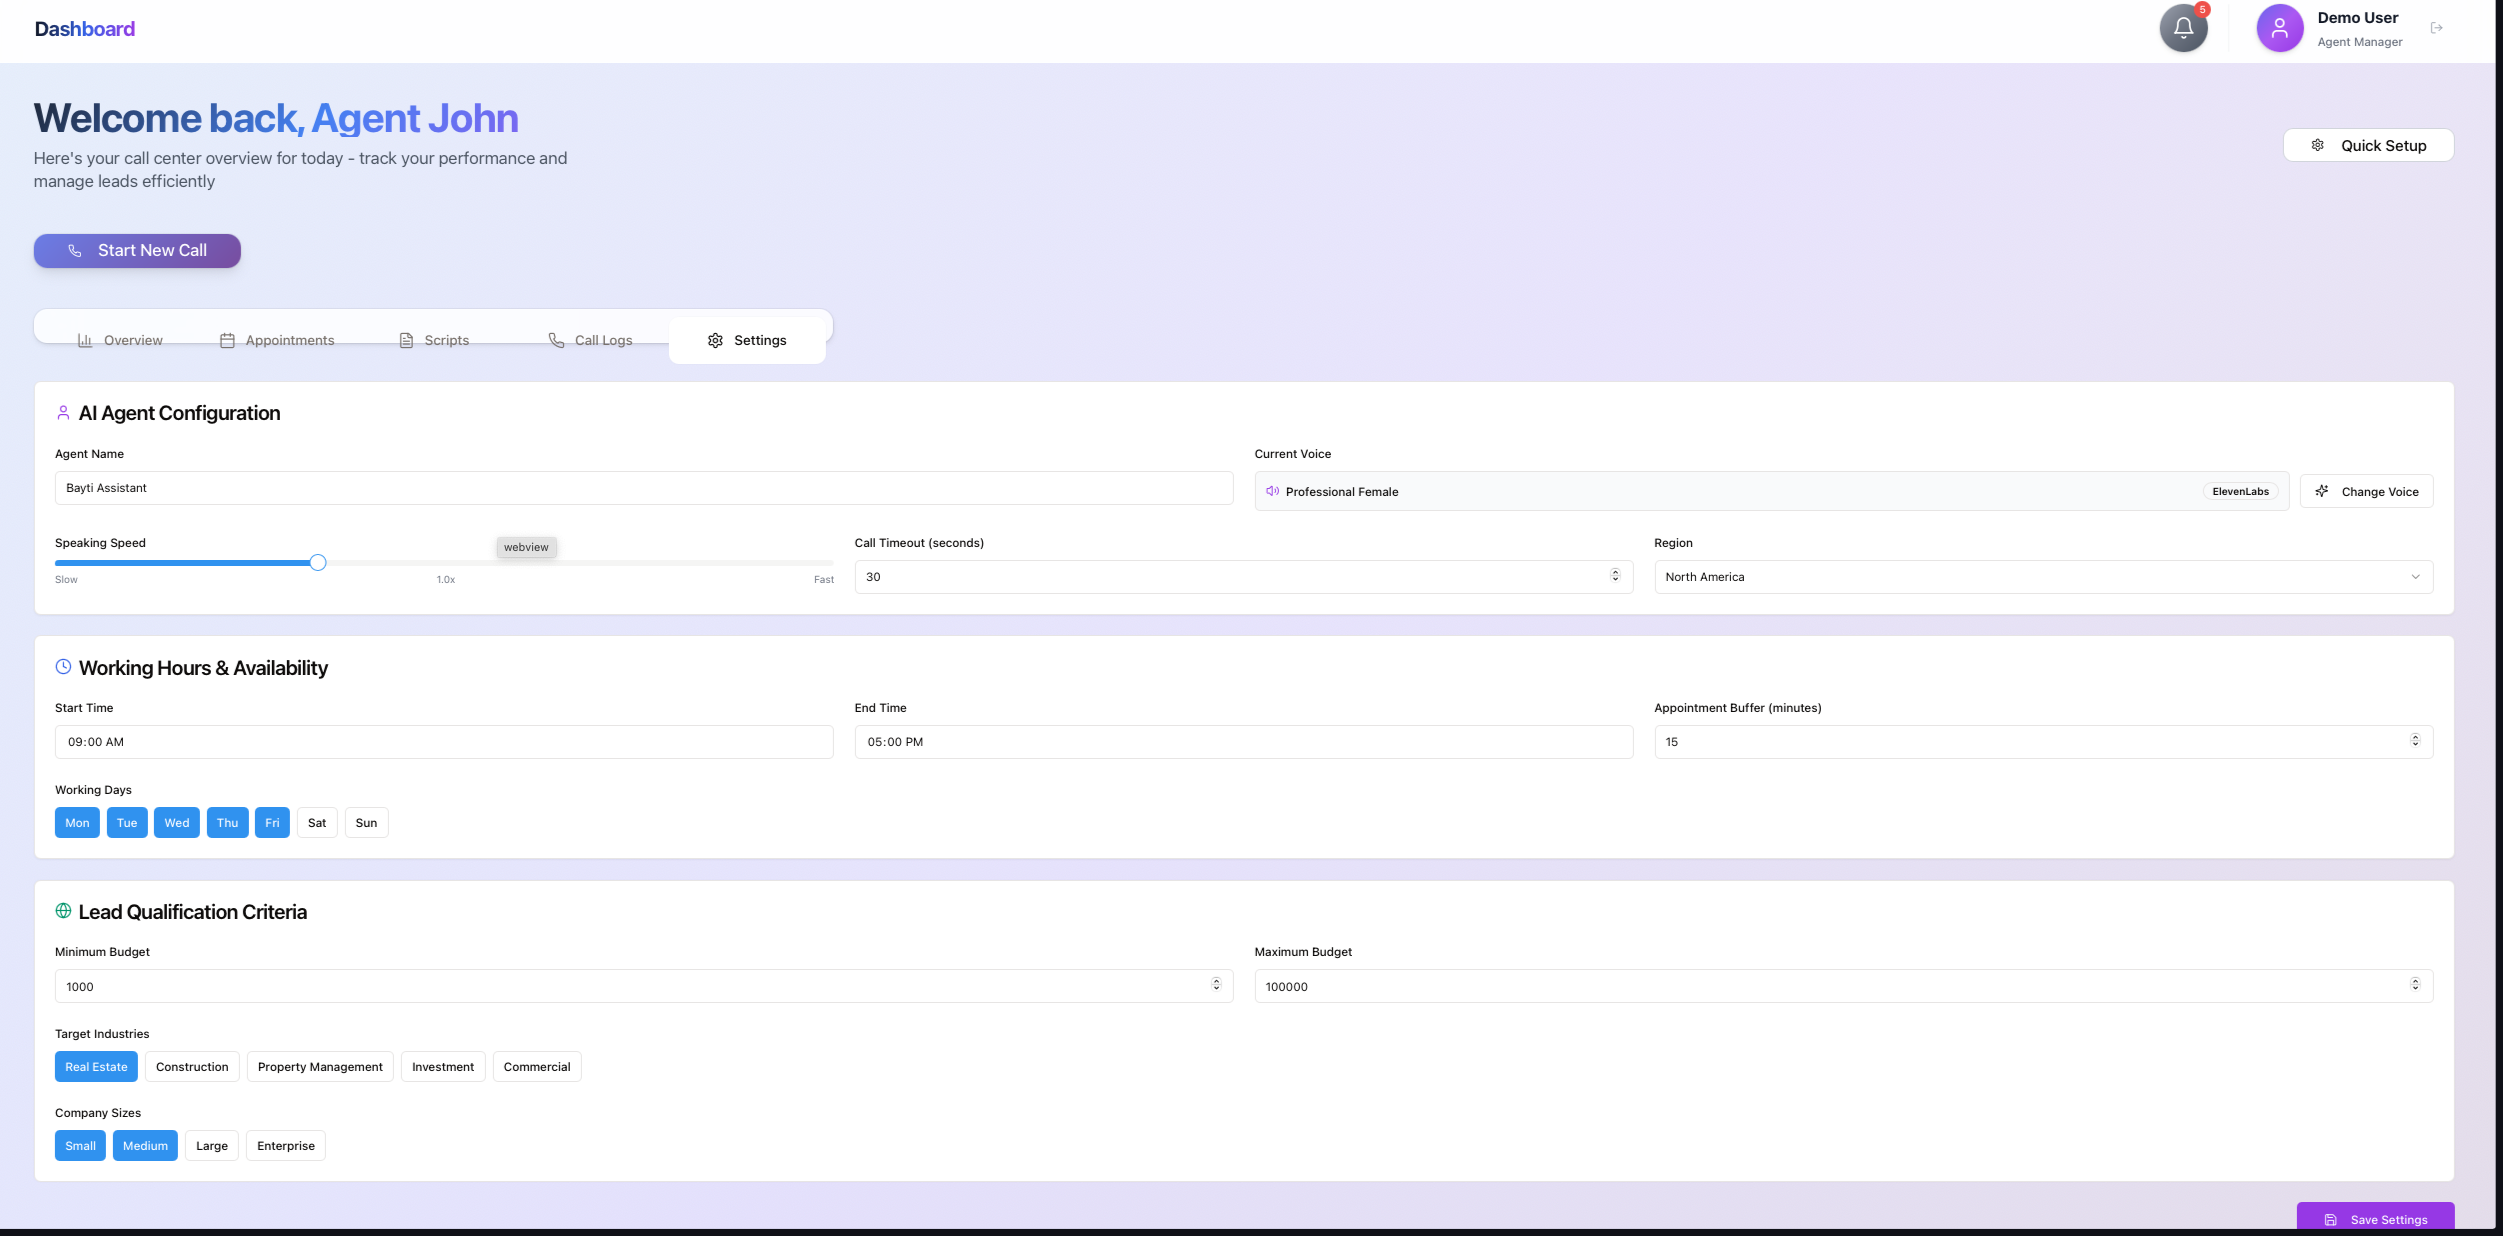 Dashboard
5
Demo User
Agent Manager
Welcome back, Agent John
Here's your call center overview for today - track your performance and
manage leads efficiently
Quick Setup
Start New Call
Overview
Appointments
Scripts
Call Logs
Settings
AI Agent Configuration
Agent Name
Current Voice
Bayti Assistant
Professional Female
ElevenLabs
Change Voice
Speaking Speed
webview
Slow
1.0x
Fast
Call Timeout (seconds)
30
Region
North America
Working Hours & Availability
Start Time
End Time
Appointment Buffer (minutes)
09:00 AM
05:00 PM
15
Working Days
Mon
Tue
Wed
Thu
Fri
Sat
Sun
Lead Qualification Criteria
Minimum Budget
Maximum Budget
1000
100000
Target Industries
Real Estate
Construction
Property Management
Investment
Commercial
Company Sizes
Small
Medium
Large
Enterprise
Save Settings